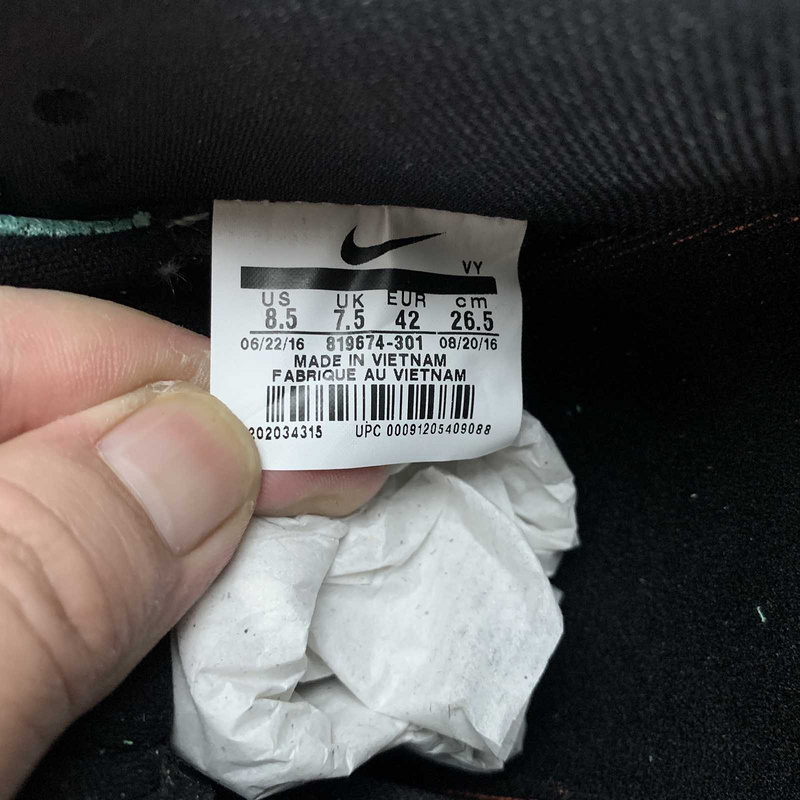 VY
US UK EUR cm
8.5 7.5 42 26.5
06/22/16 819674-301 08/20/16
MADE IN VIETNAM
FABRIQUE AU VIETNAM
202034315 UPC 00091205409088